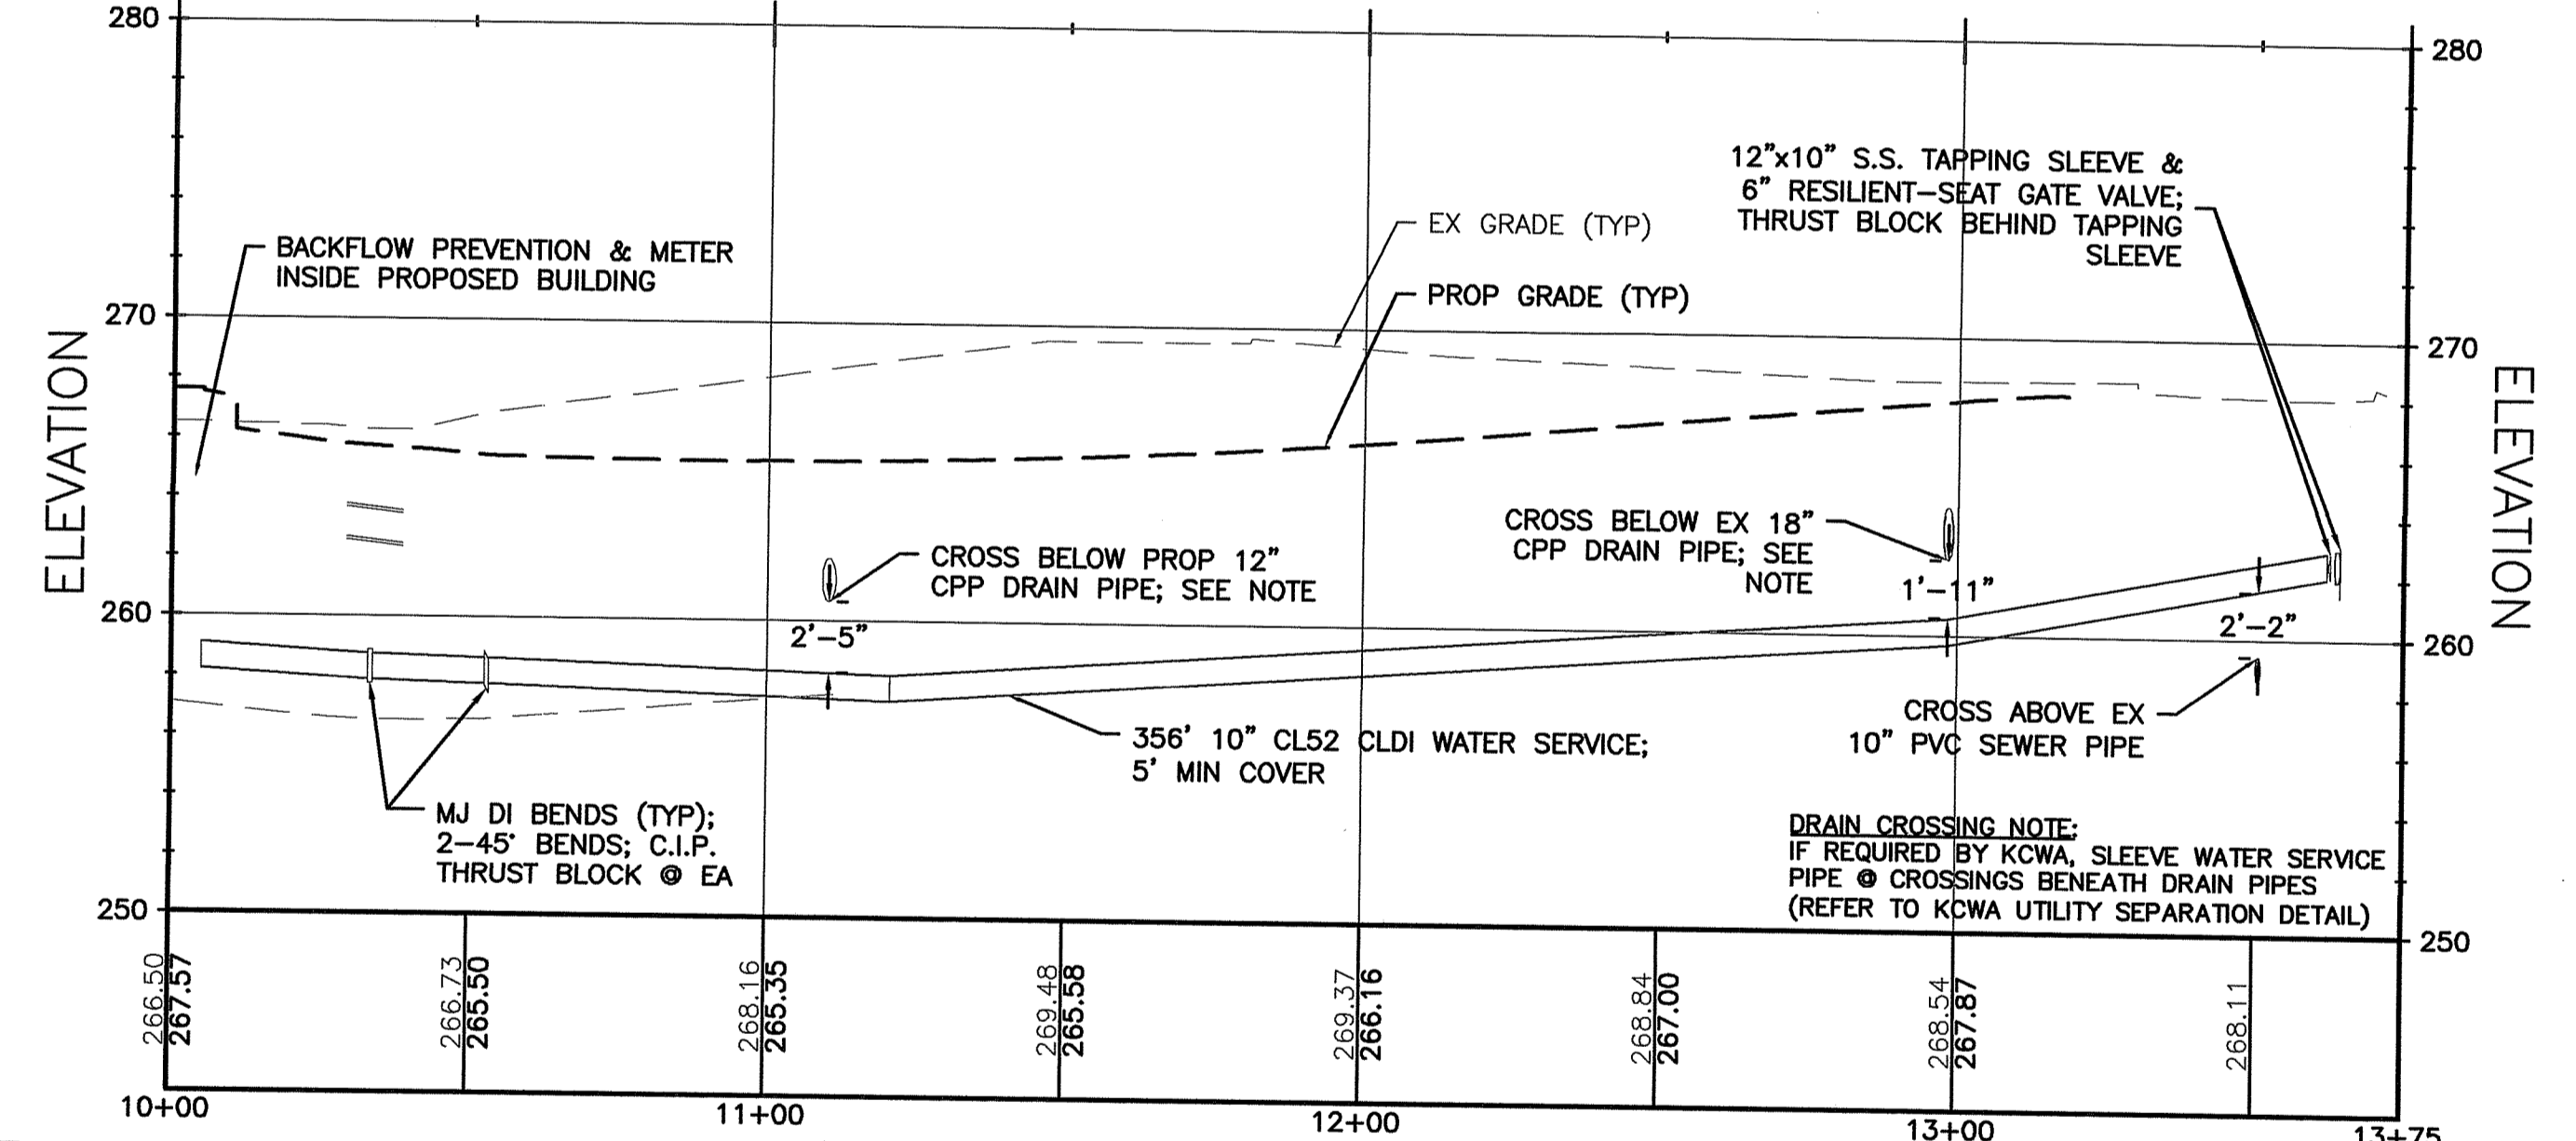 280
280
12"x10" S.S. TAPPING SLEEVE &
6" RESILIENT-SEAT GATE VALVE;
THRUST BLOCK BEHIND TAPPING
SLEEVE
EX GRADE (TYP)
BACKFLOW PREVENTION & METER
INSIDE PROPOSED BUILDING
PROP GRADE (TYP)
270
270
ELEVATION
ELEVATION
CROSS BELOW EX 18"
CPP DRAIN PIPE; SEE
NOTE
CROSS BELOW PROP 12"
CPP DRAIN PIPE; SEE NOTE
1'-11"
260
2'-5"
2'-2"
260
CROSS ABOVE EX
10" PVC SEWER PIPE
356' 10" CL52 CLDI WATER SERVICE;
5' MIN COVER
MJ DI BENDS (TYP);
2-45° BENDS; C.I.P.
THRUST BLOCK @ EA
DRAIN CROSSING NOTE:
IF REQUIRED BY KCWA, SLEEVE WATER SERVICE
PIPE @ CROSSINGS BENEATH DRAIN PIPES
(REFER TO KCWA UTILITY SEPARATION DETAIL)
250
250
266.50
267.57
266.73
265.50
268.16
265.35
269.48
265.58
269.37
266.16
268.84
267.00
268.54
267.87
268.11
10+00
11+00
12+00
13+00
13+75